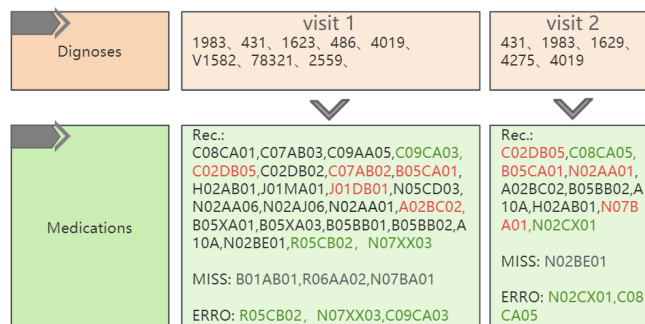 visit 1
visit 2
Dignoses
1983、431、1623、486、4019、
V1582、78321、2559、
431、1983、1629、
4275、4019
Medications
Rec.:
C08CA01,C07AB03,C09AA05,C09CA03,
C02DB05,C02DB02,C07AB02,B05CA01,
H02AB01,J01MA01,J01DB01,N05CD03,
N02AA06,N02AJ06,N02AA01,A02BC02,
B05XA01,B05XA03,B05BB01,B05BB02,A
10A,N02BE01,R05CB02，N07XX03
MISS: B01AB01,R06AA02,N07BA01
ERRO: R05CB02，N07XX03,C09CA03
Rec.:
C02DB05,C08CA05,
B05CA01,N02AA01,
A02BC02,B05BB02,A
10A,H02AB01,N07B
A01,N02CX01
MISS: N02BE01
ERRO: N02CX01,C08
CA05